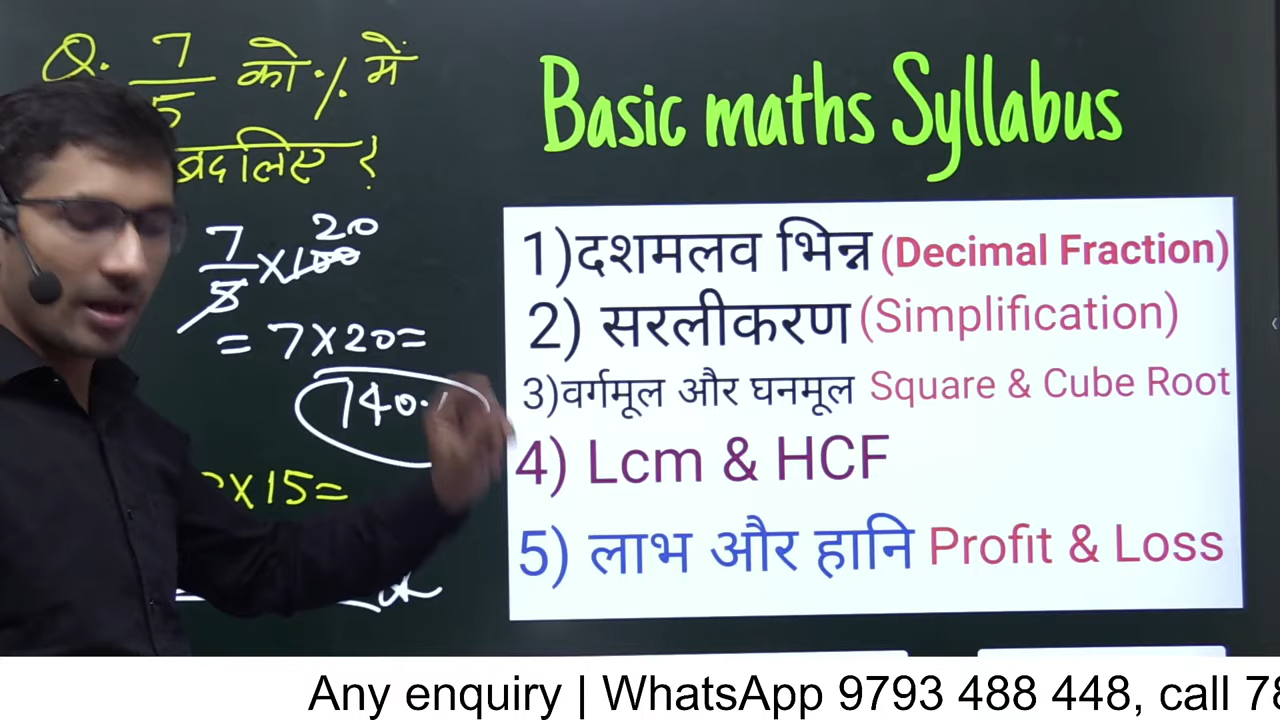 Q. 7/5 को % में
बदलिए ?
7/5 × 100 20
= 7×20=
140%
×15=
Basic maths Syllabus
1)दशमलव भिन्न (Decimal Fraction)
2) सरलीकरण (Simplification)
3)वर्गमूल और घनमूल Square & Cube Root
4) Lcm & HCF
5) लाभ और हानि Profit & Loss
Any enquiry | WhatsApp 9793 488 448, call 78